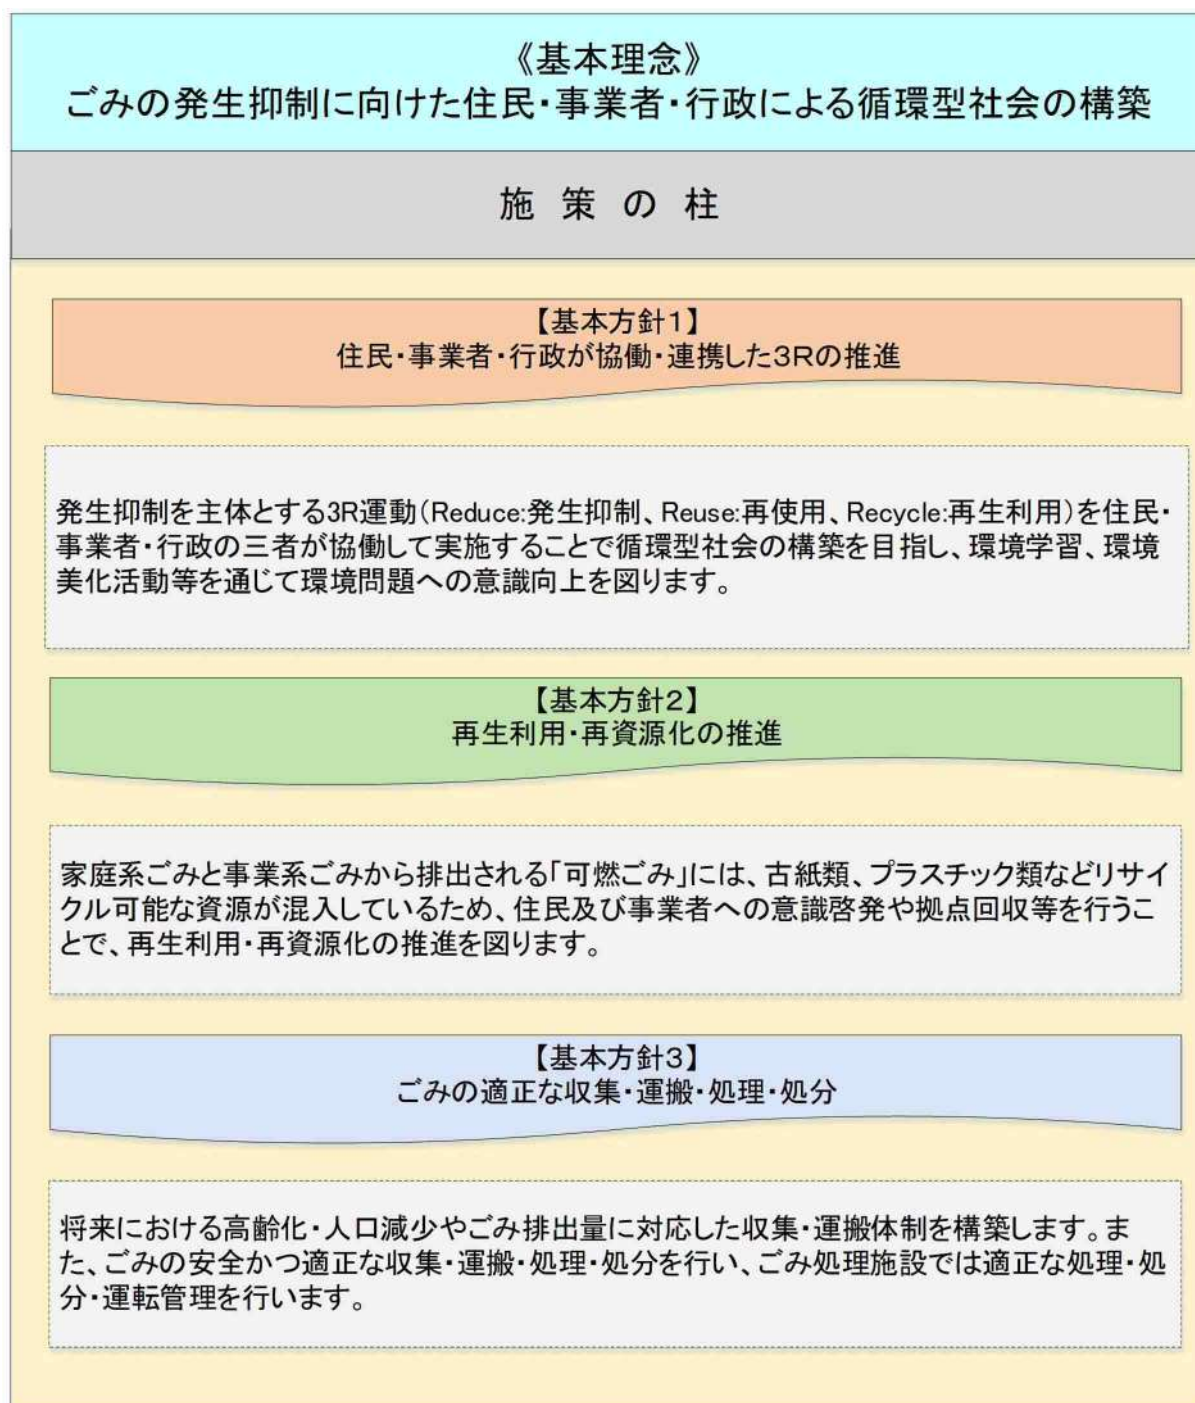 《基本理念》
ごみの発生抑制に向けた住民・事業者・行政による循環型社会の構築
施 策 の 柱
【基本方針１】
住民・事業者・行政が協働・連携した３Ｒの推進
発生抑制を主体とする3R運動（Reduce:発生抑制、Reuse:再使用、Recycle:再生利用）を住民・
事業者・行政の三者が協働して実施することで循環型社会の構築を目指し、環境学習、環境
美化活動等を通じて環境問題への意識向上を図ります。
【基本方針２】
再生利用・再資源化の推進
家庭系ごみと事業系ごみから排出される「可燃ごみ」には、古紙類、プラスチック類などリサイ
クル可能な資源が混入しているため、住民及び事業者への意識啓発や拠点回収等を行うこ
とで、再生利用・再資源化の推進を図ります。
【基本方針３】
ごみの適正な収集・運搬・処理・処分
将来における高齢化・人口減少やごみ排出量に対応した収集・運搬体制を構築します。ま
た、ごみの安全かつ適正な収集・運搬・処理・処分を行い、ごみ処理施設では適正な処理・処
分・運転管理を行います。